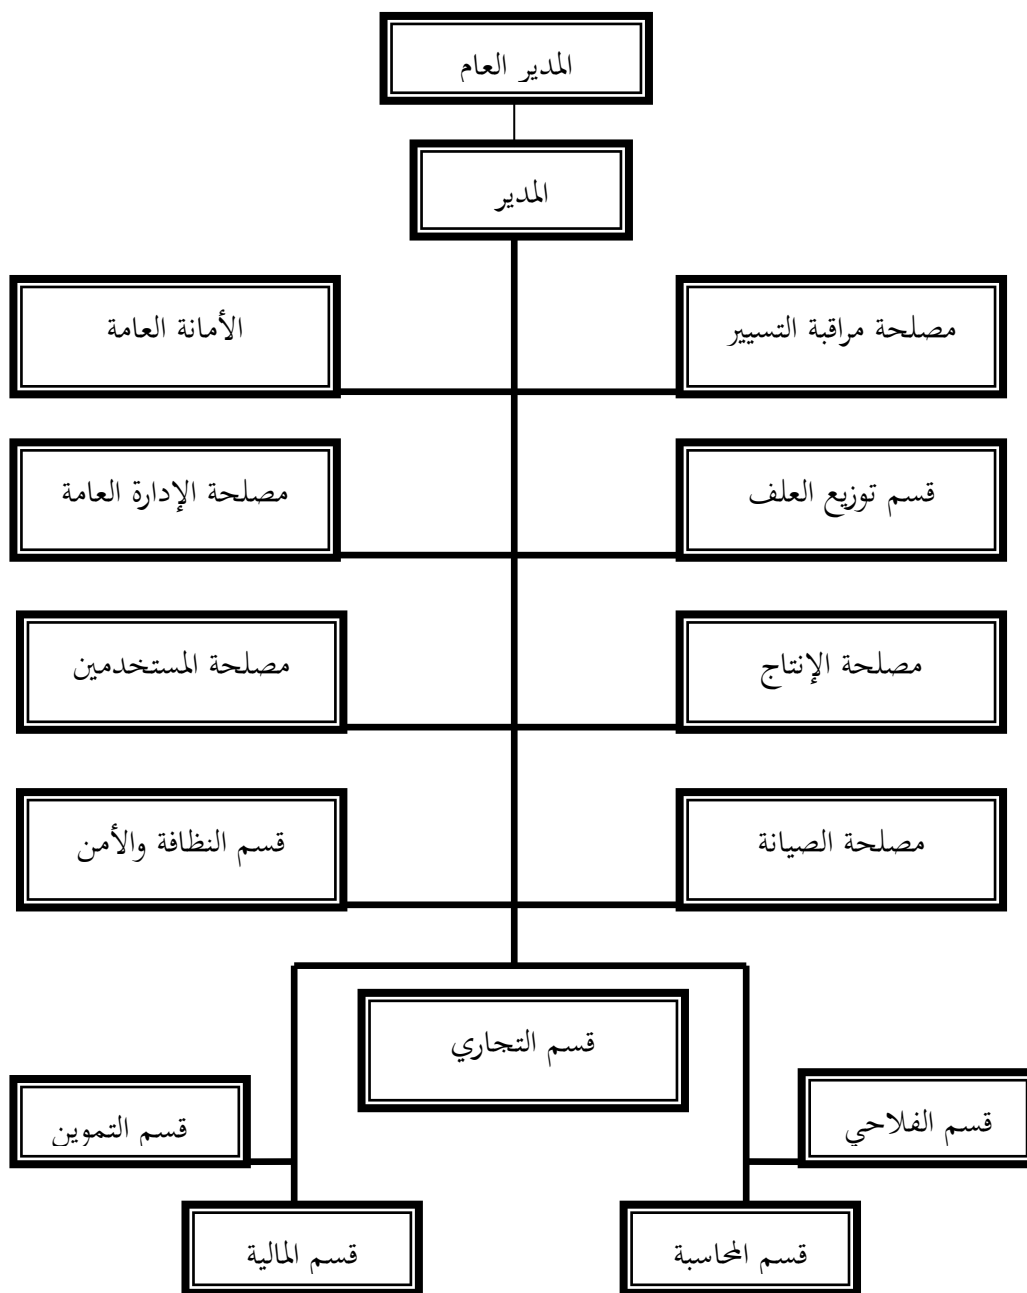 المدير العام
المدير
مصلحة مراقبة التسيير
الأمانة العامة
قسم توزيع العلف
مصلحة الإدارة العامة
مصلحة الإنتاج
مصلحة المستخدمين
مصلحة الصيانة
قسم النظافة والأمن
قسم التجاري
قسم الفلاحي
قسم التموين
قسم المحاسبة
قسم المالية